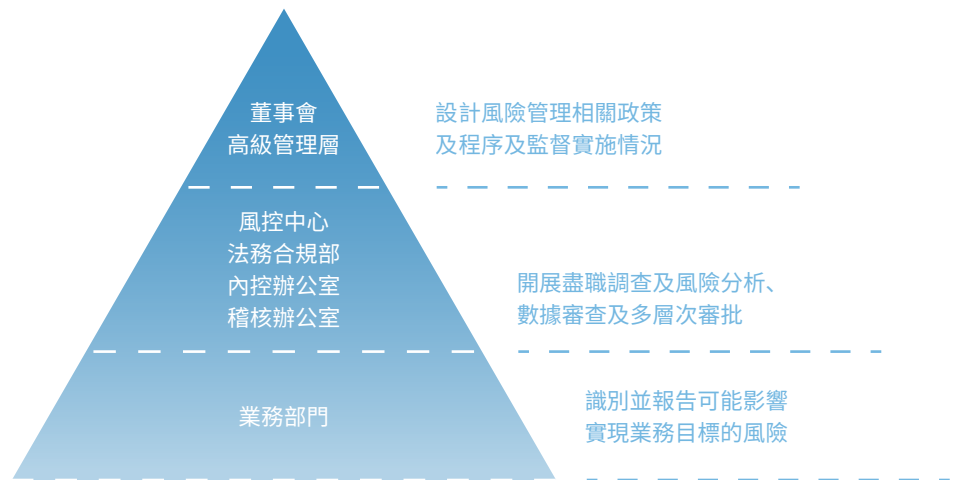 董事會
高級管理層
設計風險管理相關政策
及程序及監督實施情況
風控中心
法務合規部
內控辦公室
稽核辦公室
開展盡職調查及風險分析、
數據審查及多層次審批
業務部門
識別並報告可能影響
實現業務目標的風險